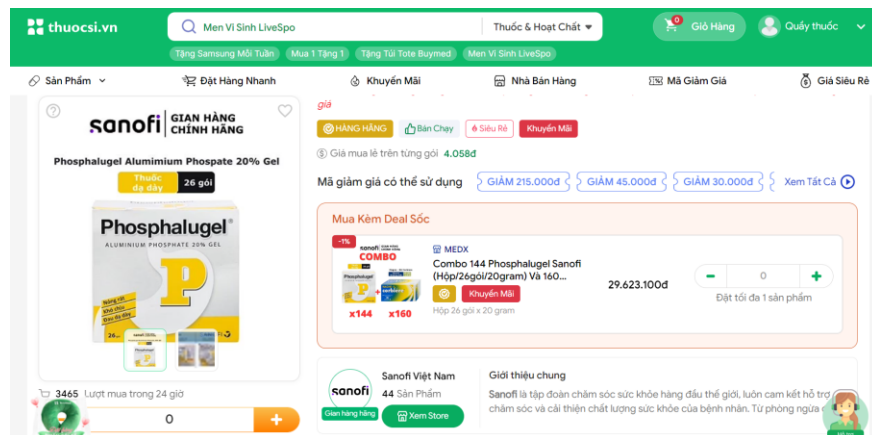 thuocsi.vn
Men Vi Sinh LiveSpo
Thuốc & Hoạt Chất
0
Giỏ Hàng
Quầy thuốc
Tặng Samsung Mỗi Tuần
Mua 1 Tặng 1
Tặng Túi Tote Buymed
Men Vi Sinh LiveSpo
Sản Phẩm
Đặt Hàng Nhanh
Khuyến Mãi
Nhà Bán Hàng
Mã Giảm Giá
Giá Siêu Rẻ
sanofi
GIAN HÀNG
CHÍNH HÃNG
Phosphalugel Alumimium Phospate 20% Gel
Thuốc
dạ dày
26 gói
Phosphalugel®
ALUMINIUM PHOSPHATE 20% GEL
P
Nóng rát
Khó chịu
Đau dạ dày
3465 Lượt mua trong 24 giờ
0
+
giá
HÀNG HÃNG
Bán Chạy
Siêu Rẻ
Khuyến Mãi
Giá mua lẻ trên từng gói 4.058đ
Mã giảm giá có thể sử dụng
GIẢM 215.000đ
GIẢM 45.000đ
GIẢM 30.000đ
Xem Tất Cả
Mua Kèm Deal Sốc
-1%
COMBO
x144
x160
MEDX
Combo 144 Phosphalugel Sanofi
(Hộp/26gói/20gram) Và 160...
Khuyến Mãi
Hộp 26 gói x 20 gram
29.623.100đ
-
0
+
Đặt tối đa 1 sản phẩm
sanofi
Gian hàng hãng
Sanofi Việt Nam
44 Sản Phẩm
Xem Store
Giới thiệu chung
Sanofi là tập đoàn chăm sóc sức khỏe hàng đầu thế giới, luôn cam kết hỗ trợ
chăm sóc và cải thiện chất lượng sức khỏe của bệnh nhân. Từ phòng ngừa